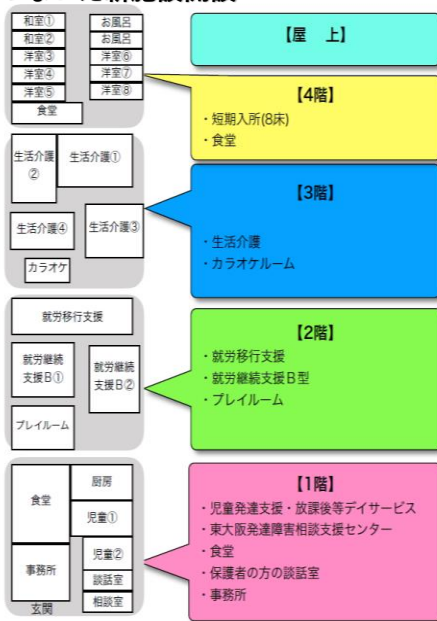 和室①
和室②
洋室③
洋室④
洋室⑤
食堂
お風呂
お風呂
洋室⑥
洋室⑦
洋室⑧
【屋 上】
【4階】
・短期入所(8床)
・食堂
生活介護
②
生活介護①
生活介護④
生活介護③
カラオケ
【3階】
・生活介護
・カラオケルーム
就労移行支援
就労継続
支援B①
就労継続
支援B②
プレイルーム
【2階】
・就労移行支援
・就労継続支援B型
・プレイルーム
食堂
厨房
児童①
児童②
談話室
相談室
事務所
玄関
【1階】
・児童発達支援・放課後等デイサービス
・東大阪発達障害相談支援センター
・食堂
・保護者の方の談話室
・事務所